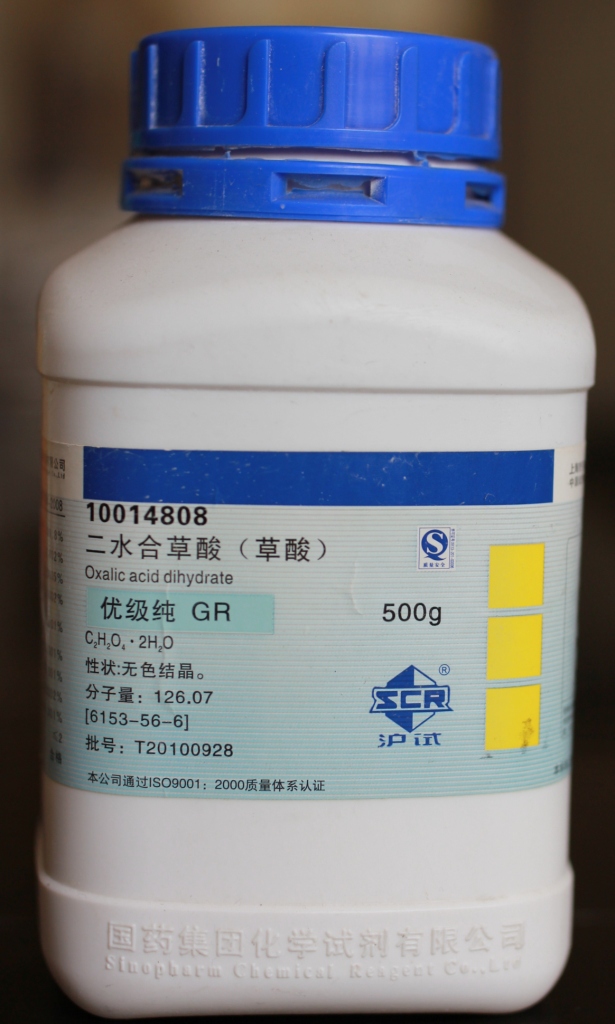 10014808
二水合草酸（草酸）
Oxalic acid dihydrate
优级纯 GR
500g
C₂H₂O₄·2H₂O
性状:无色结晶。
分子量：126.07
[6153-56-6]
批号：T20100928
SCR®
沪试
本公司通过ISO9001：2000质量体系认证
国药集团化学试剂有限公司
Sinopharm Chemical Reagent Co.,Ltd